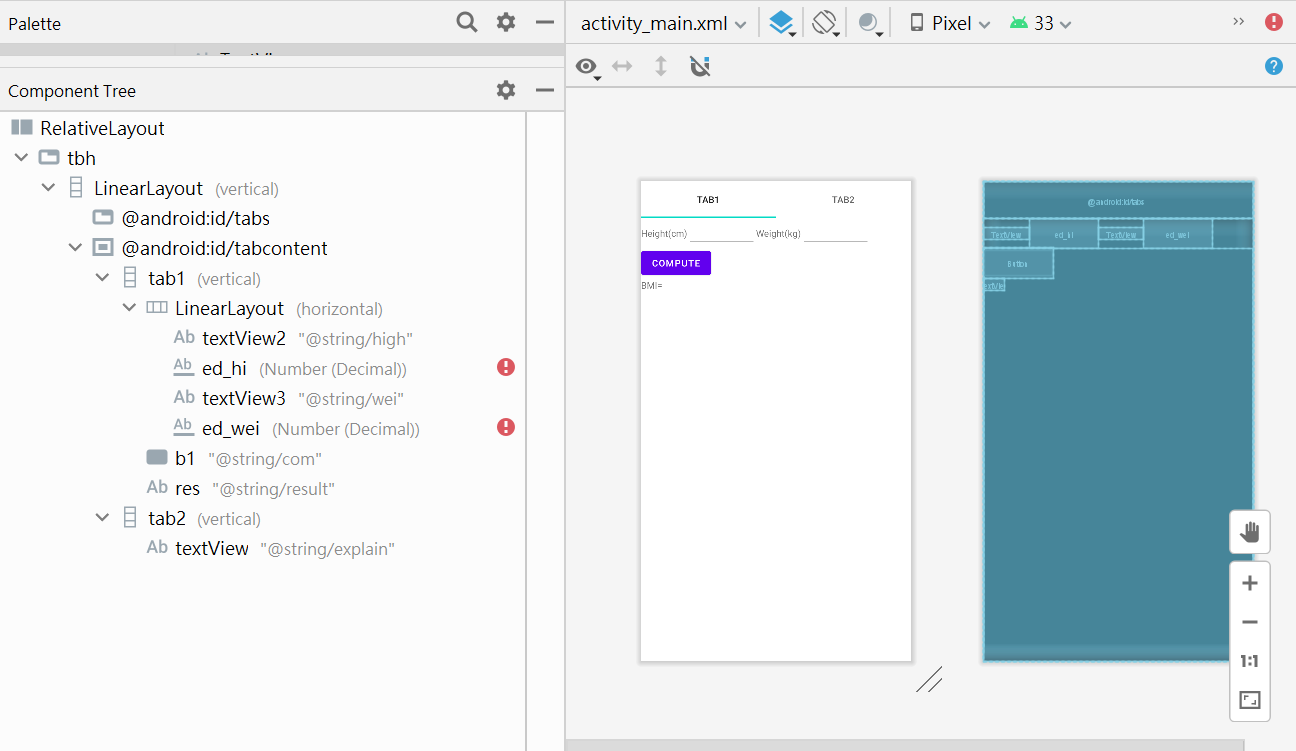 Palette
activity_main.xml
Pixel
33
Component Tree
RelativeLayout
tbh
LinearLayout (vertical)
@android:id/tabs
@android:id/tabcontent
tab1 (vertical)
LinearLayout (horizontal)
Ab textView2 "@string/high"
Ab ed_hi (Number (Decimal))
Ab textView3 "@string/wei"
Ab ed_wei (Number (Decimal))
b1 "@string/com"
Ab res "@string/result"
tab2 (vertical)
Ab textView "@string/explain"
TAB1 TAB2
Height(cm) Weight(kg)
COMPUTE
BMI=
@android:id/tabs
TextView ed_hi TextView ed_wei
Button
1:1